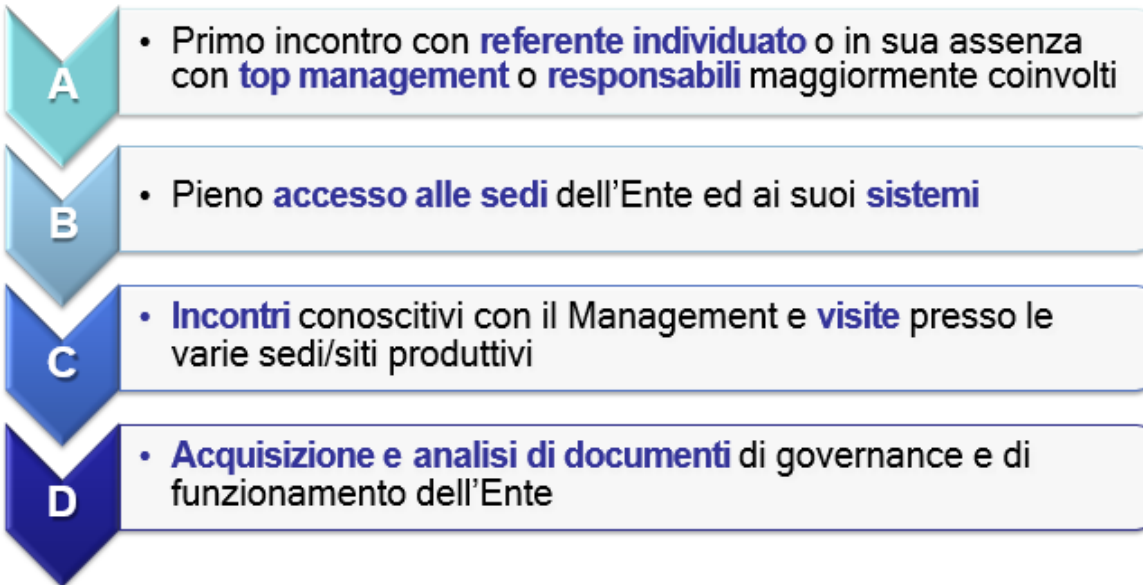 A
• Primo incontro con referente individuato o in sua assenza
con top management o responsabili maggiormente coinvolti
B
• Pieno accesso alle sedi dell'Ente ed ai suoi sistemi
C
• Incontri conoscitivi con il Management e visite presso le
varie sedi/siti produttivi
D
• Acquisizione e analisi di documenti di governance e di
funzionamento dell'Ente